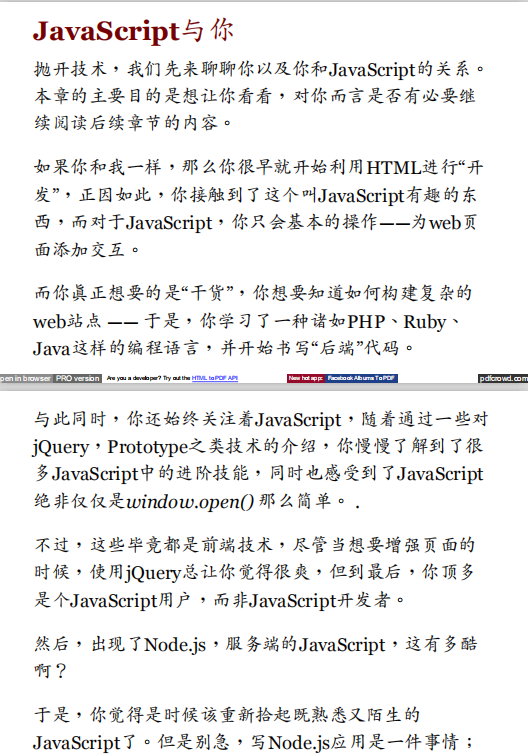 JavaScript与你
抛开技术，我们先来聊聊你以及你和JavaScript的关系。
本章的主要目的是想让你看看，对你而言是否有必要继
续阅读后续章节的内容。
如果你和我一样，那么你很早就开始利用HTML进行“开
发”，正因如此，你接触到了这个叫JavaScript有趣的东
西，而对于JavaScript，你只会基本的操作——为web页
面添加交互。
而你真正想要的是“干货”，你想要知道如何构建复杂的
web站点 —— 于是，你学习了一种诸如PHP、Ruby、
Java这样的编程语言，并开始书写“后端”代码。
pen in browser PRO version Are you a developer? Try out the HTML to PDF API New hot app: Facebook Albums To PDF pdfcrowd.com
与此同时，你还始终关注着JavaScript，随着通过一些对
jQuery，Prototype之类技术的介绍，你慢慢了解到了很
多JavaScript中的进阶技能，同时也感受到了JavaScript
绝非仅仅是window.open() 那么简单。 .
不过，这些毕竟都是前端技术，尽管当想要增强页面的
时候，使用jQuery总让你觉得很爽，但到最后，你顶多
是个JavaScript用户，而非JavaScript开发者。
然后，出现了Node.js，服务端的JavaScript，这有多酷
啊？
于是，你觉得是时候该重新拾起既熟悉又陌生的
JavaScript了。但是别急，写Node.js应用是一件事情；